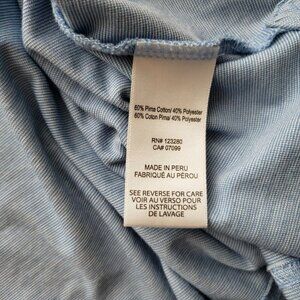 60% Pima Cotton/ 40% Polyester
60% Coton Pima/ 40% Polyester
RN# 123280
CA# 07099
MADE IN PERU
FABRIQUÉ AU PÉROU
SEE REVERSE FOR CARE
VOIR AU VERSO POUR
LES INSTRUCTIONS
DE LAVAGE